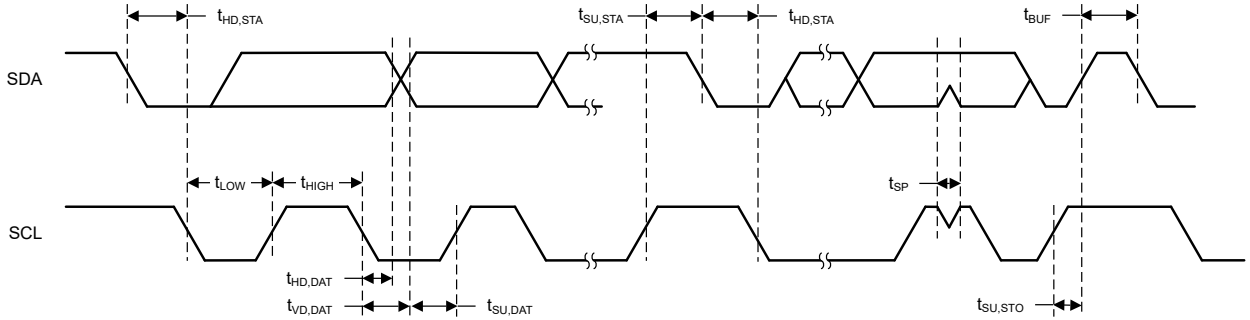 tHD,STA
tSU,STA
tHD,STA
tBUF
SDA
tLOW
tHIGH
tSP
SCL
tHD,DAT
tVD,DAT
tSU,DAT
tSU,STO